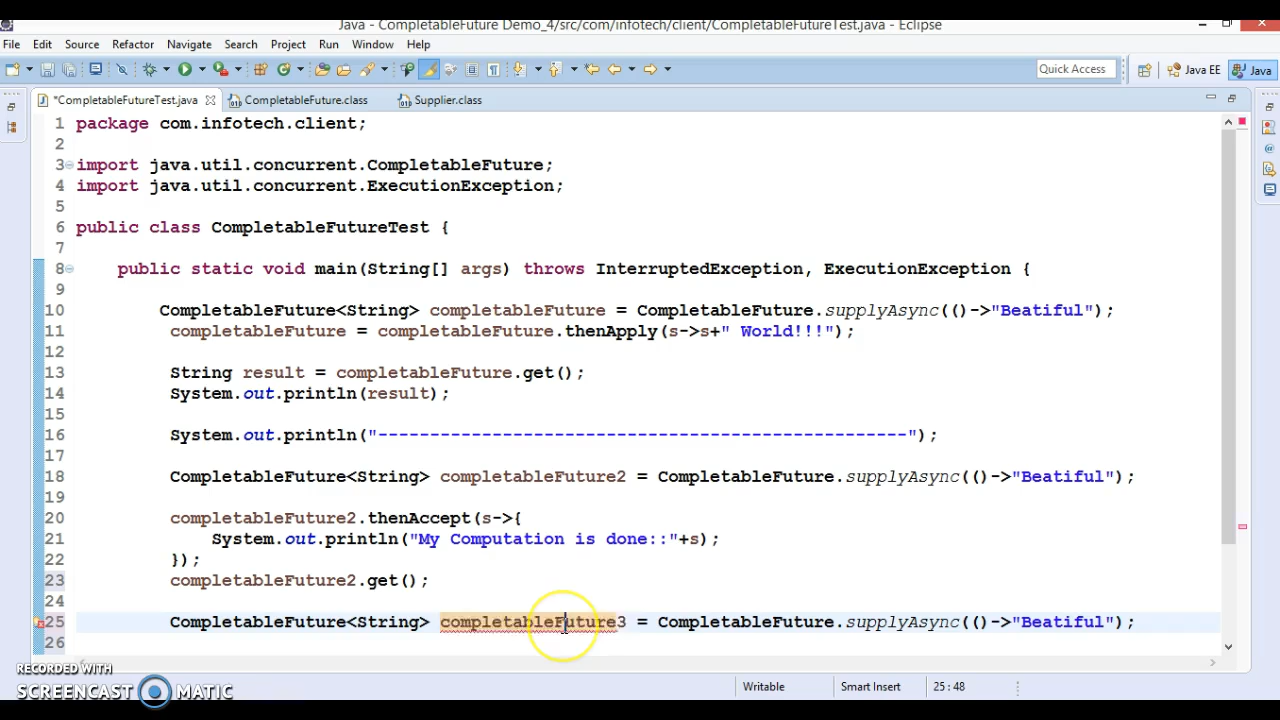 Java - CompletableFuture Demo_4/src/com/infotech/client/CompletableFutureTest.java - Eclipse
File Edit Source Refactor Navigate Search Project Run Window Help
Quick Access Java EE Java
*CompletableFutureTest.java CompletableFuture.class Supplier.class
1 package com.infotech.client;
2
3 import java.util.concurrent.CompletableFuture;
4 import java.util.concurrent.ExecutionException;
5
6 public class CompletableFutureTest {
7
8 public static void main(String[] args) throws InterruptedException, ExecutionException {
9
10 CompletableFuture<String> completableFuture = CompletableFuture.supplyAsync(()->"Beatiful");
11 completableFuture = completableFuture.thenApply(s->s+" World!!!");
12
13 String result = completableFuture.get();
14 System.out.println(result);
15
16 System.out.println("---------------------------------------------------");
17
18 CompletableFuture<String> completableFuture2 = CompletableFuture.supplyAsync(()->"Beatiful");
19
20 completableFuture2.thenAccept(s->{
21 System.out.println("My Computation is done::"+s);
22 });
23 completableFuture2.get();
24
25 CompletableFuture<String> completableFuture3 = CompletableFuture.supplyAsync(()->"Beatiful");
26
RECORDED WITH
SCREENCAST MATIC
Writable Smart Insert 25 : 48